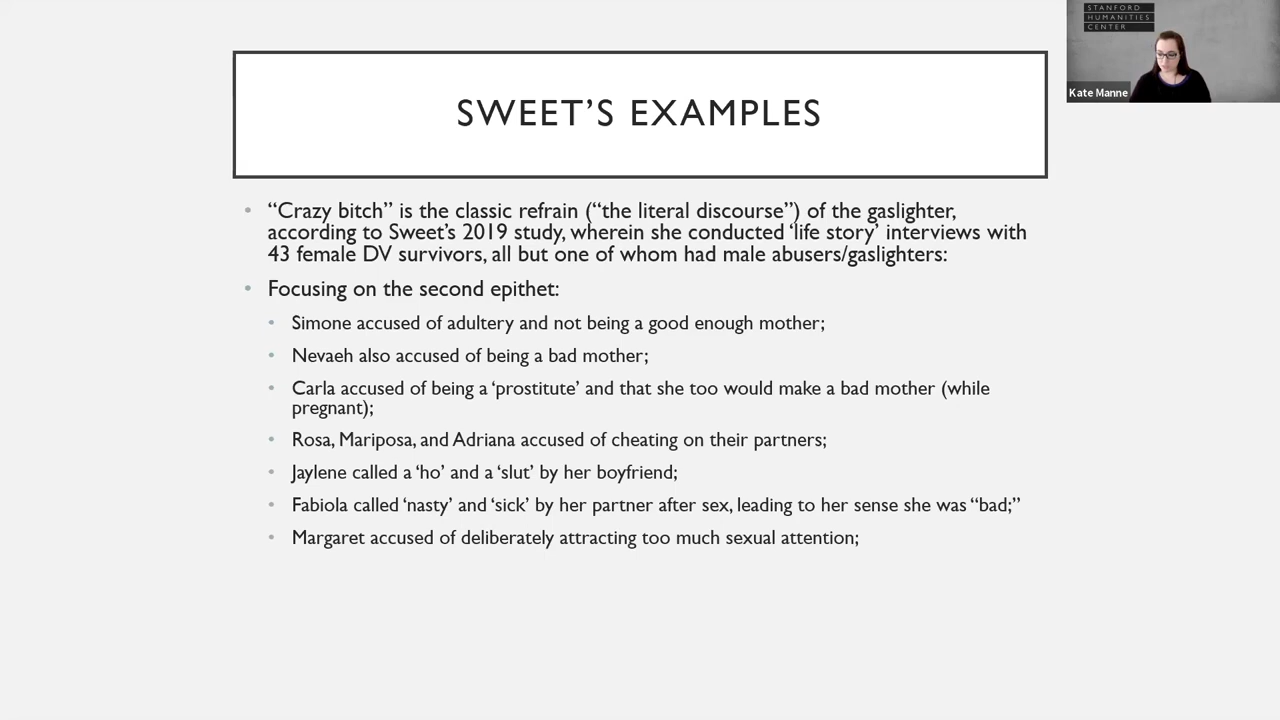 STANFORD
HUMANITIES
CENTER
Kate Manne
SWEET’S EXAMPLES
• “Crazy bitch” is the classic refrain (“the literal discourse”) of the gaslighter,
according to Sweet’s 2019 study, wherein she conducted ‘life story’ interviews with
43 female DV survivors, all but one of whom had male abusers/gaslighters:
• Focusing on the second epithet:
• Simone accused of adultery and not being a good enough mother;
• Nevaeh also accused of being a bad mother;
• Carla accused of being a ‘prostitute’ and that she too would make a bad mother (while
pregnant);
• Rosa, Mariposa, and Adriana accused of cheating on their partners;
• Jaylene called a ‘ho’ and a ‘slut’ by her boyfriend;
• Fabiola called ‘nasty’ and ‘sick’ by her partner after sex, leading to her sense she was “bad;”
• Margaret accused of deliberately attracting too much sexual attention;